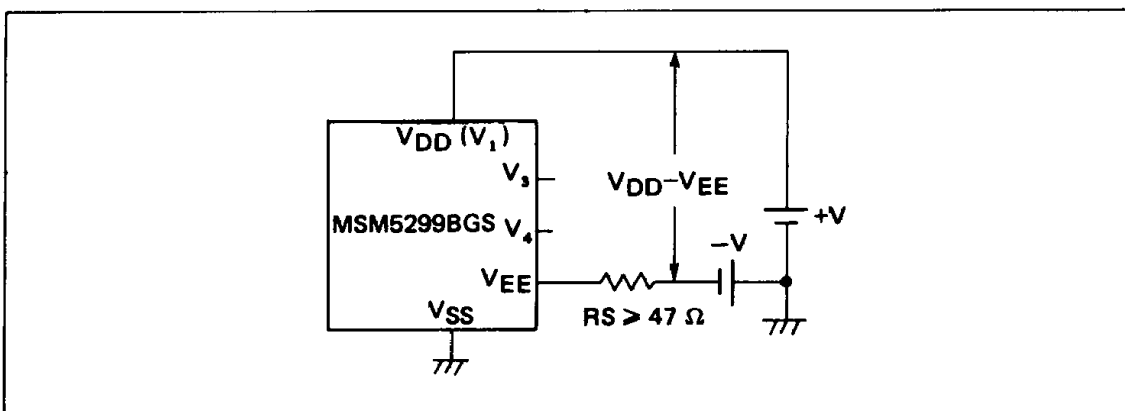 VDD (V₁)
V₃
VDD–VEE
MSM5299BGS V₄
+V
–V
VEE
RS ⩾ 47 Ω
VSS